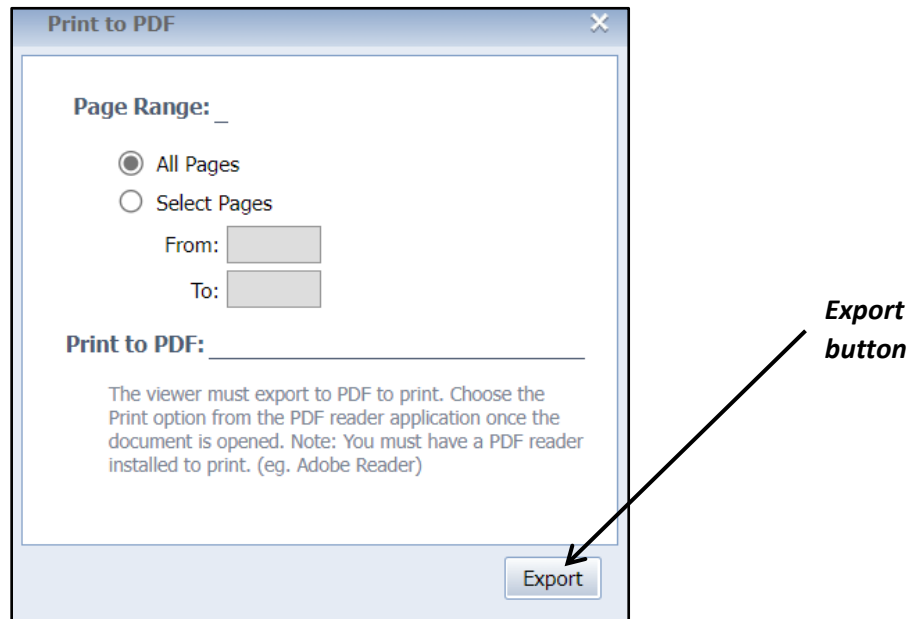 Print to PDF
Page Range:
All Pages
Select Pages
From:
To:
Print to PDF:
The viewer must export to PDF to print. Choose the
Print option from the PDF reader application once the
document is opened. Note: You must have a PDF reader
installed to print. (eg. Adobe Reader)
Export
Export
button